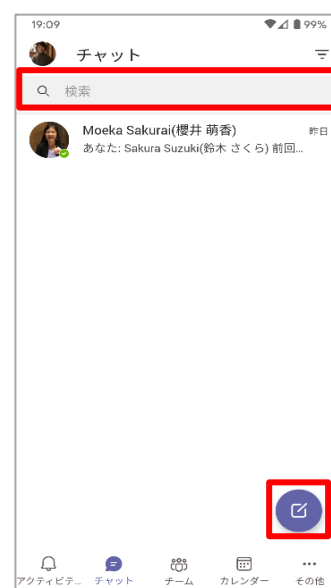 19:09 99%
チャット
検索
Moeka Sakurai(櫻井 萌香) 昨日
あなた: Sakura Suzuki(鈴木 さくら) 前回...
アクティビテ... チャット チーム カレンダー その他